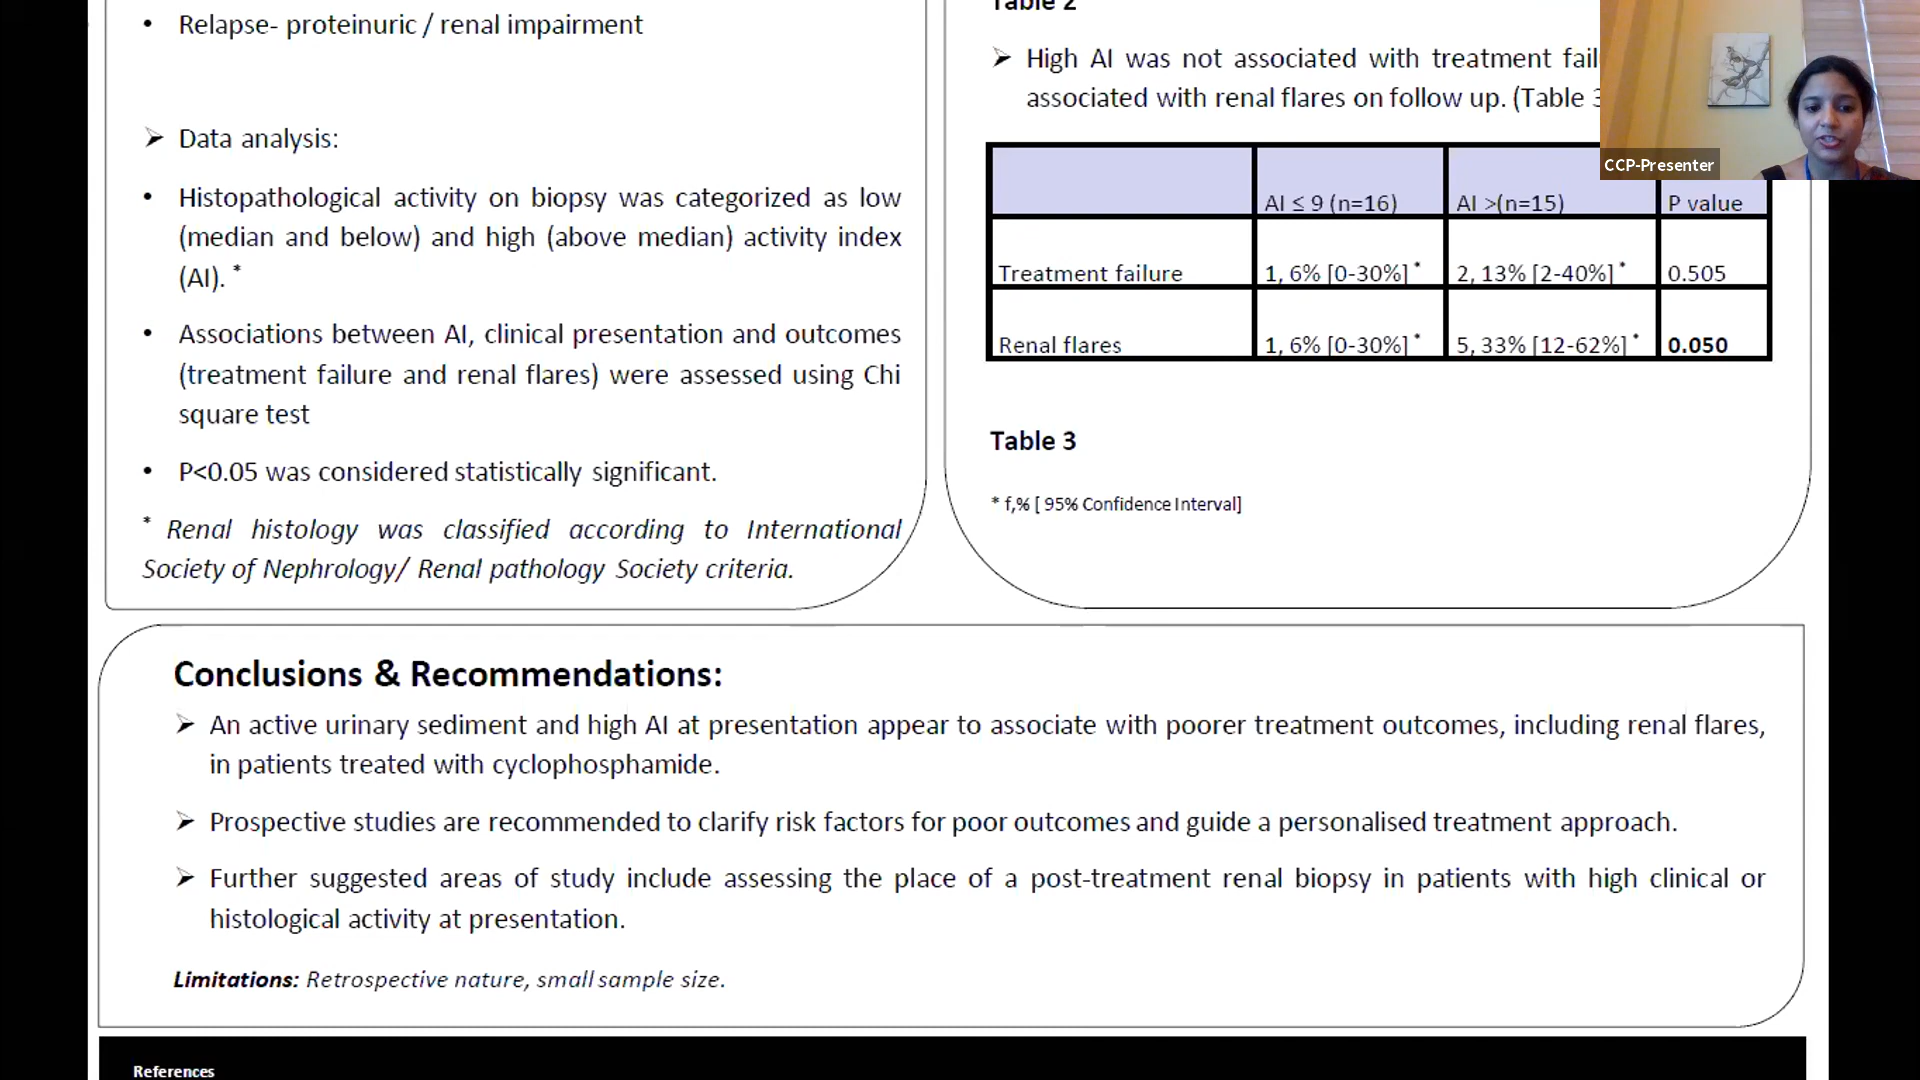 • Relapse- proteinuric / renal impairment
➢ Data analysis:
• Histopathological activity on biopsy was categorized as low
(median and below) and high (above median) activity index
(AI). *
• Associations between AI, clinical presentation and outcomes
(treatment failure and renal flares) were assessed using Chi
square test
• P<0.05 was considered statistically significant.
* Renal histology was classified according to International
Society of Nephrology/ Renal pathology Society criteria.
Table 2
➢ High AI was not associated with treatment
associated with renal flares on follow up. (Table
AI ≤ 9 (n=16) AI >(n=15) P value
Treatment failure 1, 6% [0-30%] * 2, 13% [2-40%] * 0.505
Renal flares 1, 6% [0-30%] * 5, 33% [12-62%] * 0.050
Table 3
* f,% [ 95% Confidence Interval]
CCP-Presenter
Conclusions & Recommendations:
➢ An active urinary sediment and high AI at presentation appear to associate with poorer treatment outcomes, including renal flares,
in patients treated with cyclophosphamide.
➢ Prospective studies are recommended to clarify risk factors for poor outcomes and guide a personalised treatment approach.
➢ Further suggested areas of study include assessing the place of a post-treatment renal biopsy in patients with high clinical or
histological activity at presentation.
Limitations: Retrospective nature, small sample size.
References